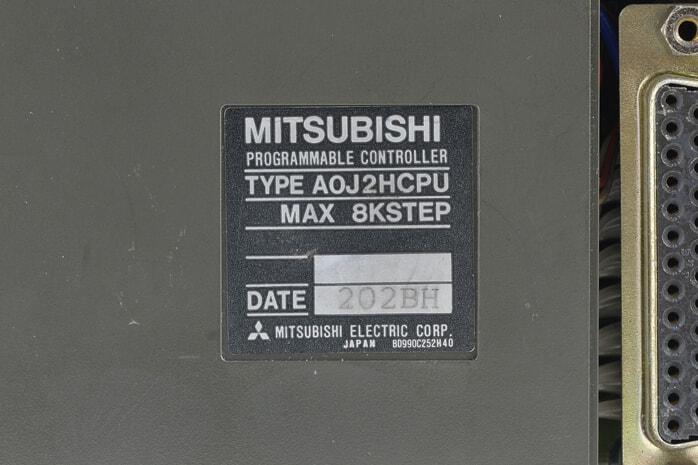 MITSUBISHI
PROGRAMMABLE CONTROLLER
TYPE A0J2HCPU
MAX 8KSTEP
DATE 202BH
MITSUBISHI ELECTRIC CORP.
JAPAN BD990C252H40